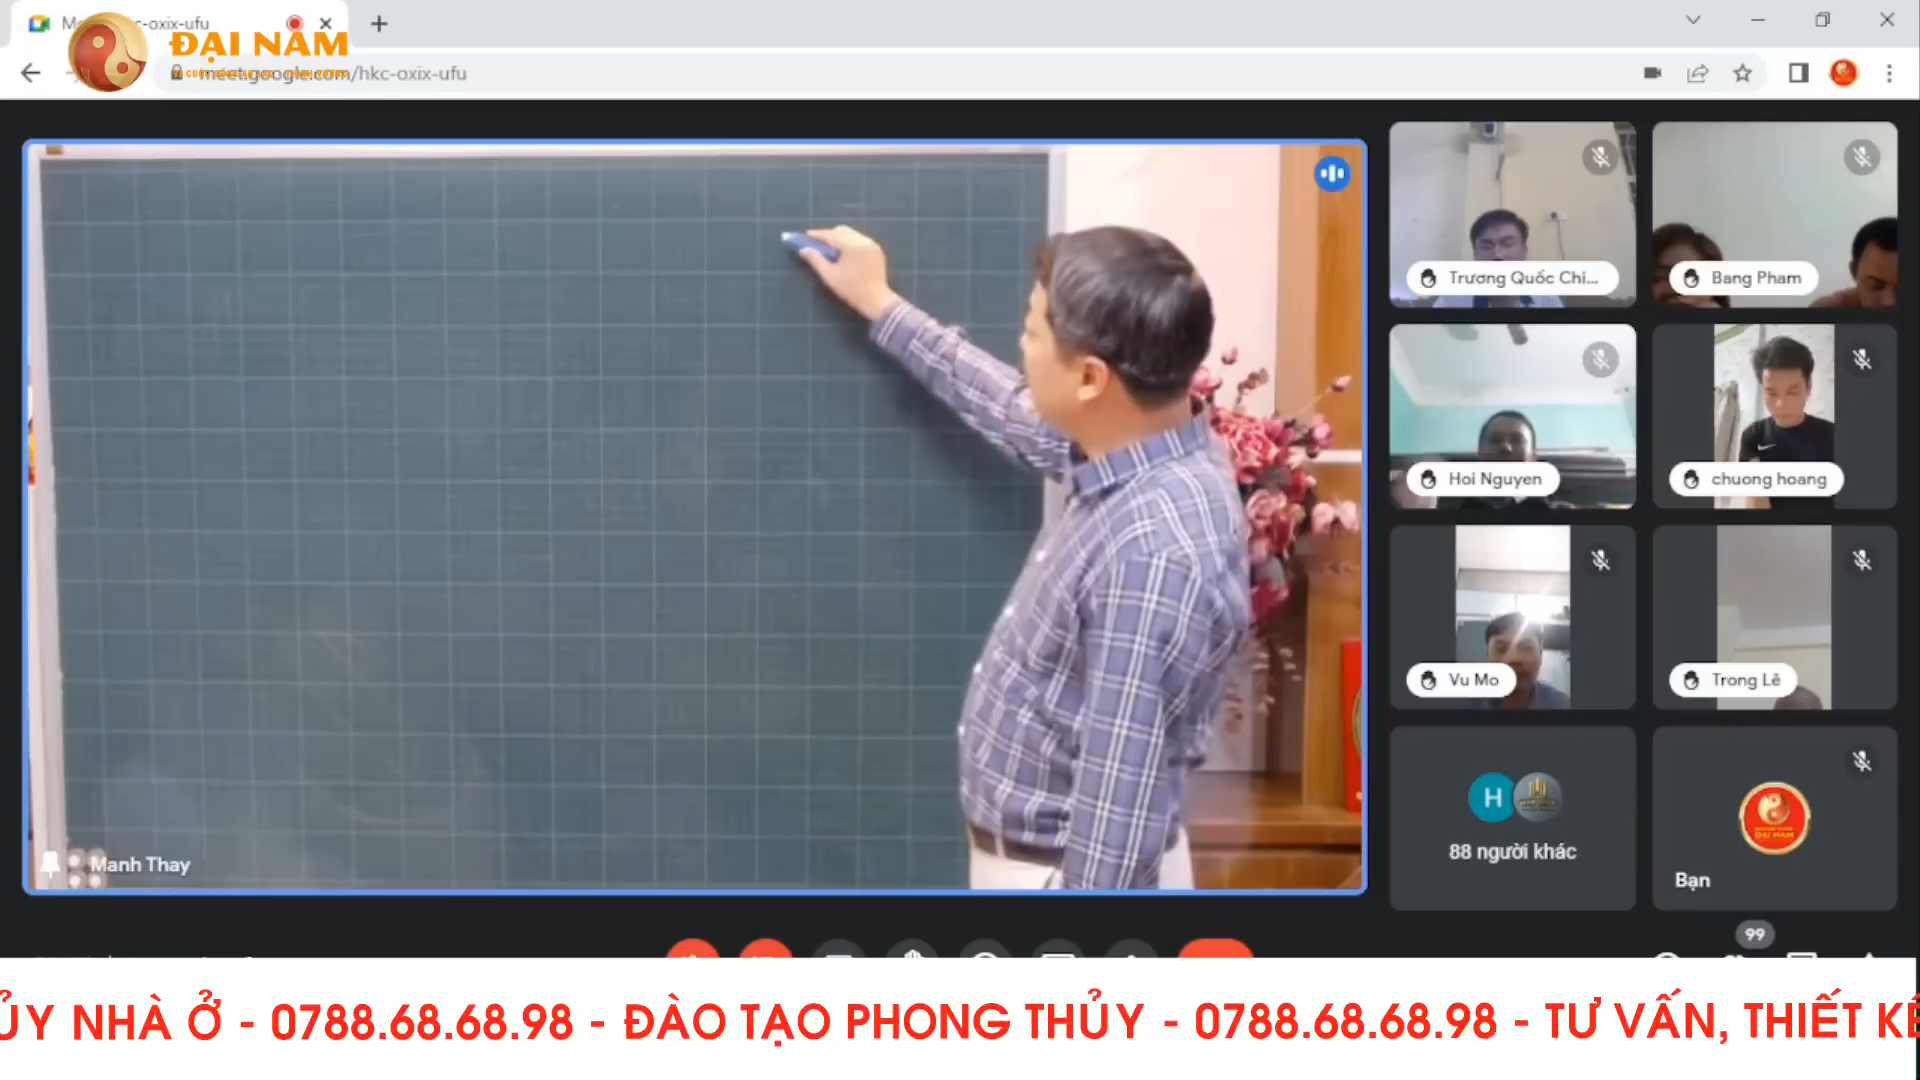 ĐẠI NAM
meet.google.com/hkc-oxix-ufu
Trương Quốc Chi...
Bang Pham
Hoi Nguyen
chuong hoang
Vu Mo
Trong Lê
H
88 người khác
Bạn
Manh Thay
99
ỦY NHÀ Ở - 0788.68.68.98 - ĐÀO TẠO PHONG THỦY - 0788.68.68.98 - TƯ VẤN, THIẾT KẾ